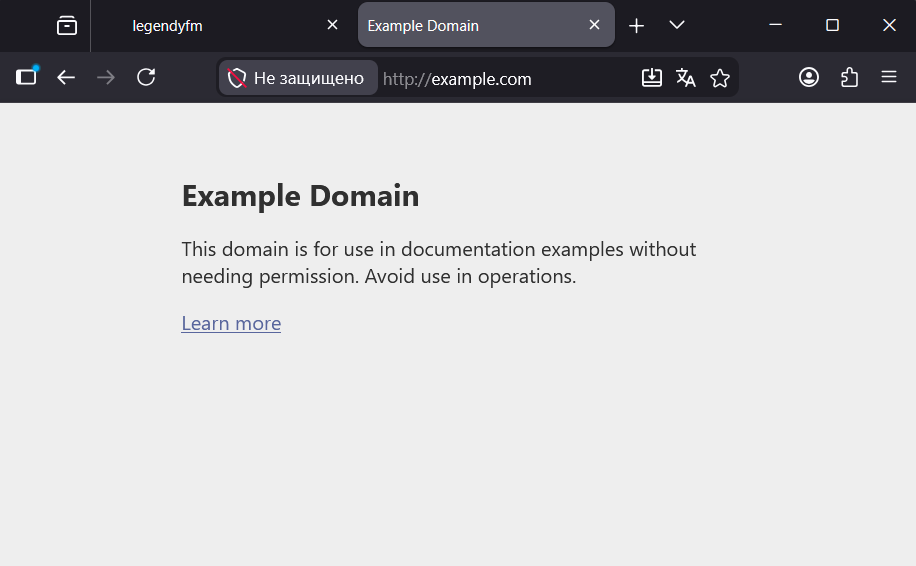 legendyfm
Example Domain
Не защищено
http://example.com
Example Domain
This domain is for use in documentation examples without
needing permission. Avoid use in operations.
Learn more